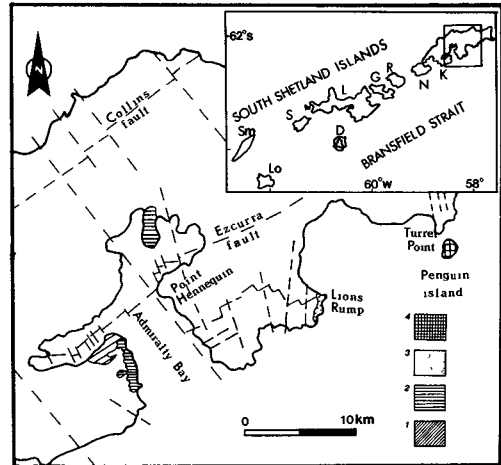 N
62°S
SOUTH SHETLAND ISLANDS
BRANSFIELD STRAIT
Sm
Lo
S
L
D
G
R
N
K
60°W
58°
Collins
fault
Ezcurra
fault
Point
Hennequin
Admiralty Bay
Lions
Rump
Turret
Point
Penguin
island
4
3
2
1
0
10km